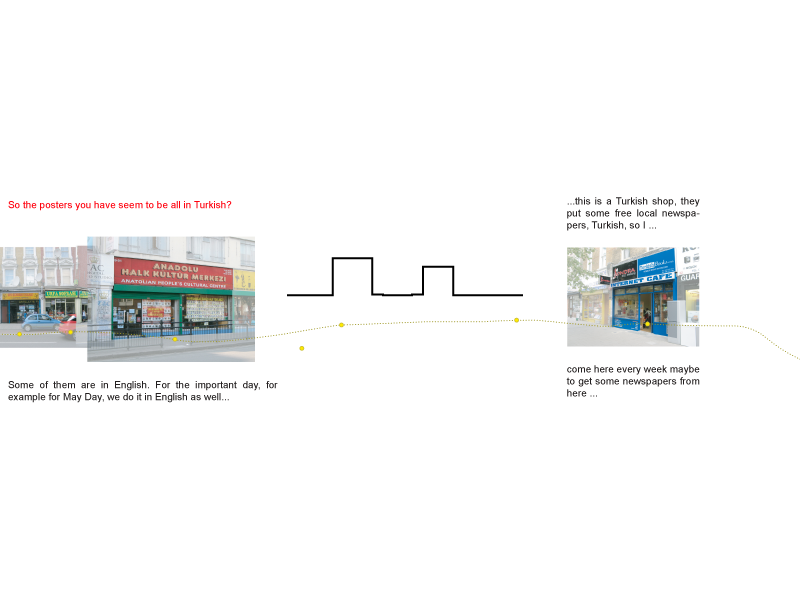 So the posters you have seem to be all in Turkish?
ANADOLU
HALK KÜLTÜR MERKEZİ
ANATOLIAN PEOPLE'S CULTURAL CENTRE
Some of them are in English. For the important day, for
example for May Day, we do it in English as well...
...this is a Turkish shop, they
put some free local newspa-
pers, Turkish, so I ...
INTERNET CAFE
come here every week maybe
to get some newspapers from
here ...